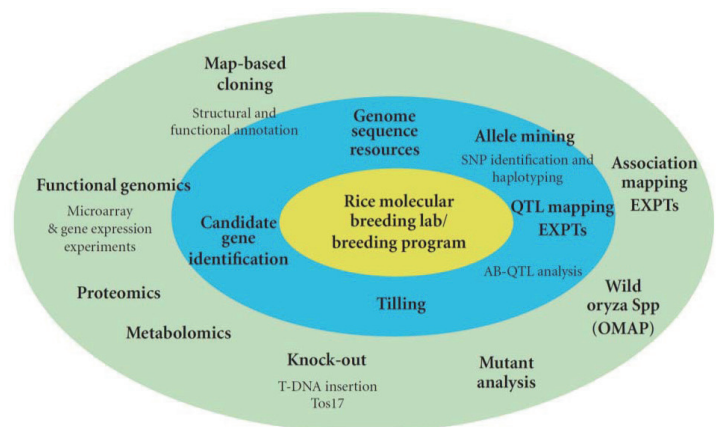 Map-based
cloning
Structural and
functional annotation
Genome
sequence
resources
Allele mining
SNP identification and
haplotyping
Association
mapping
EXPTs
Functional genomics
Microarray
& gene expression
experiments
Candidate
gene
identification
Rice molecular
breeding lab/
breeding program
QTL mapping
EXPTs
AB-QTL analysis
Proteomics
Metabolomics
Tilling
Wild
oryza Spp
(OMAP)
Knock-out
T-DNA insertion
Tos17
Mutant
analysis